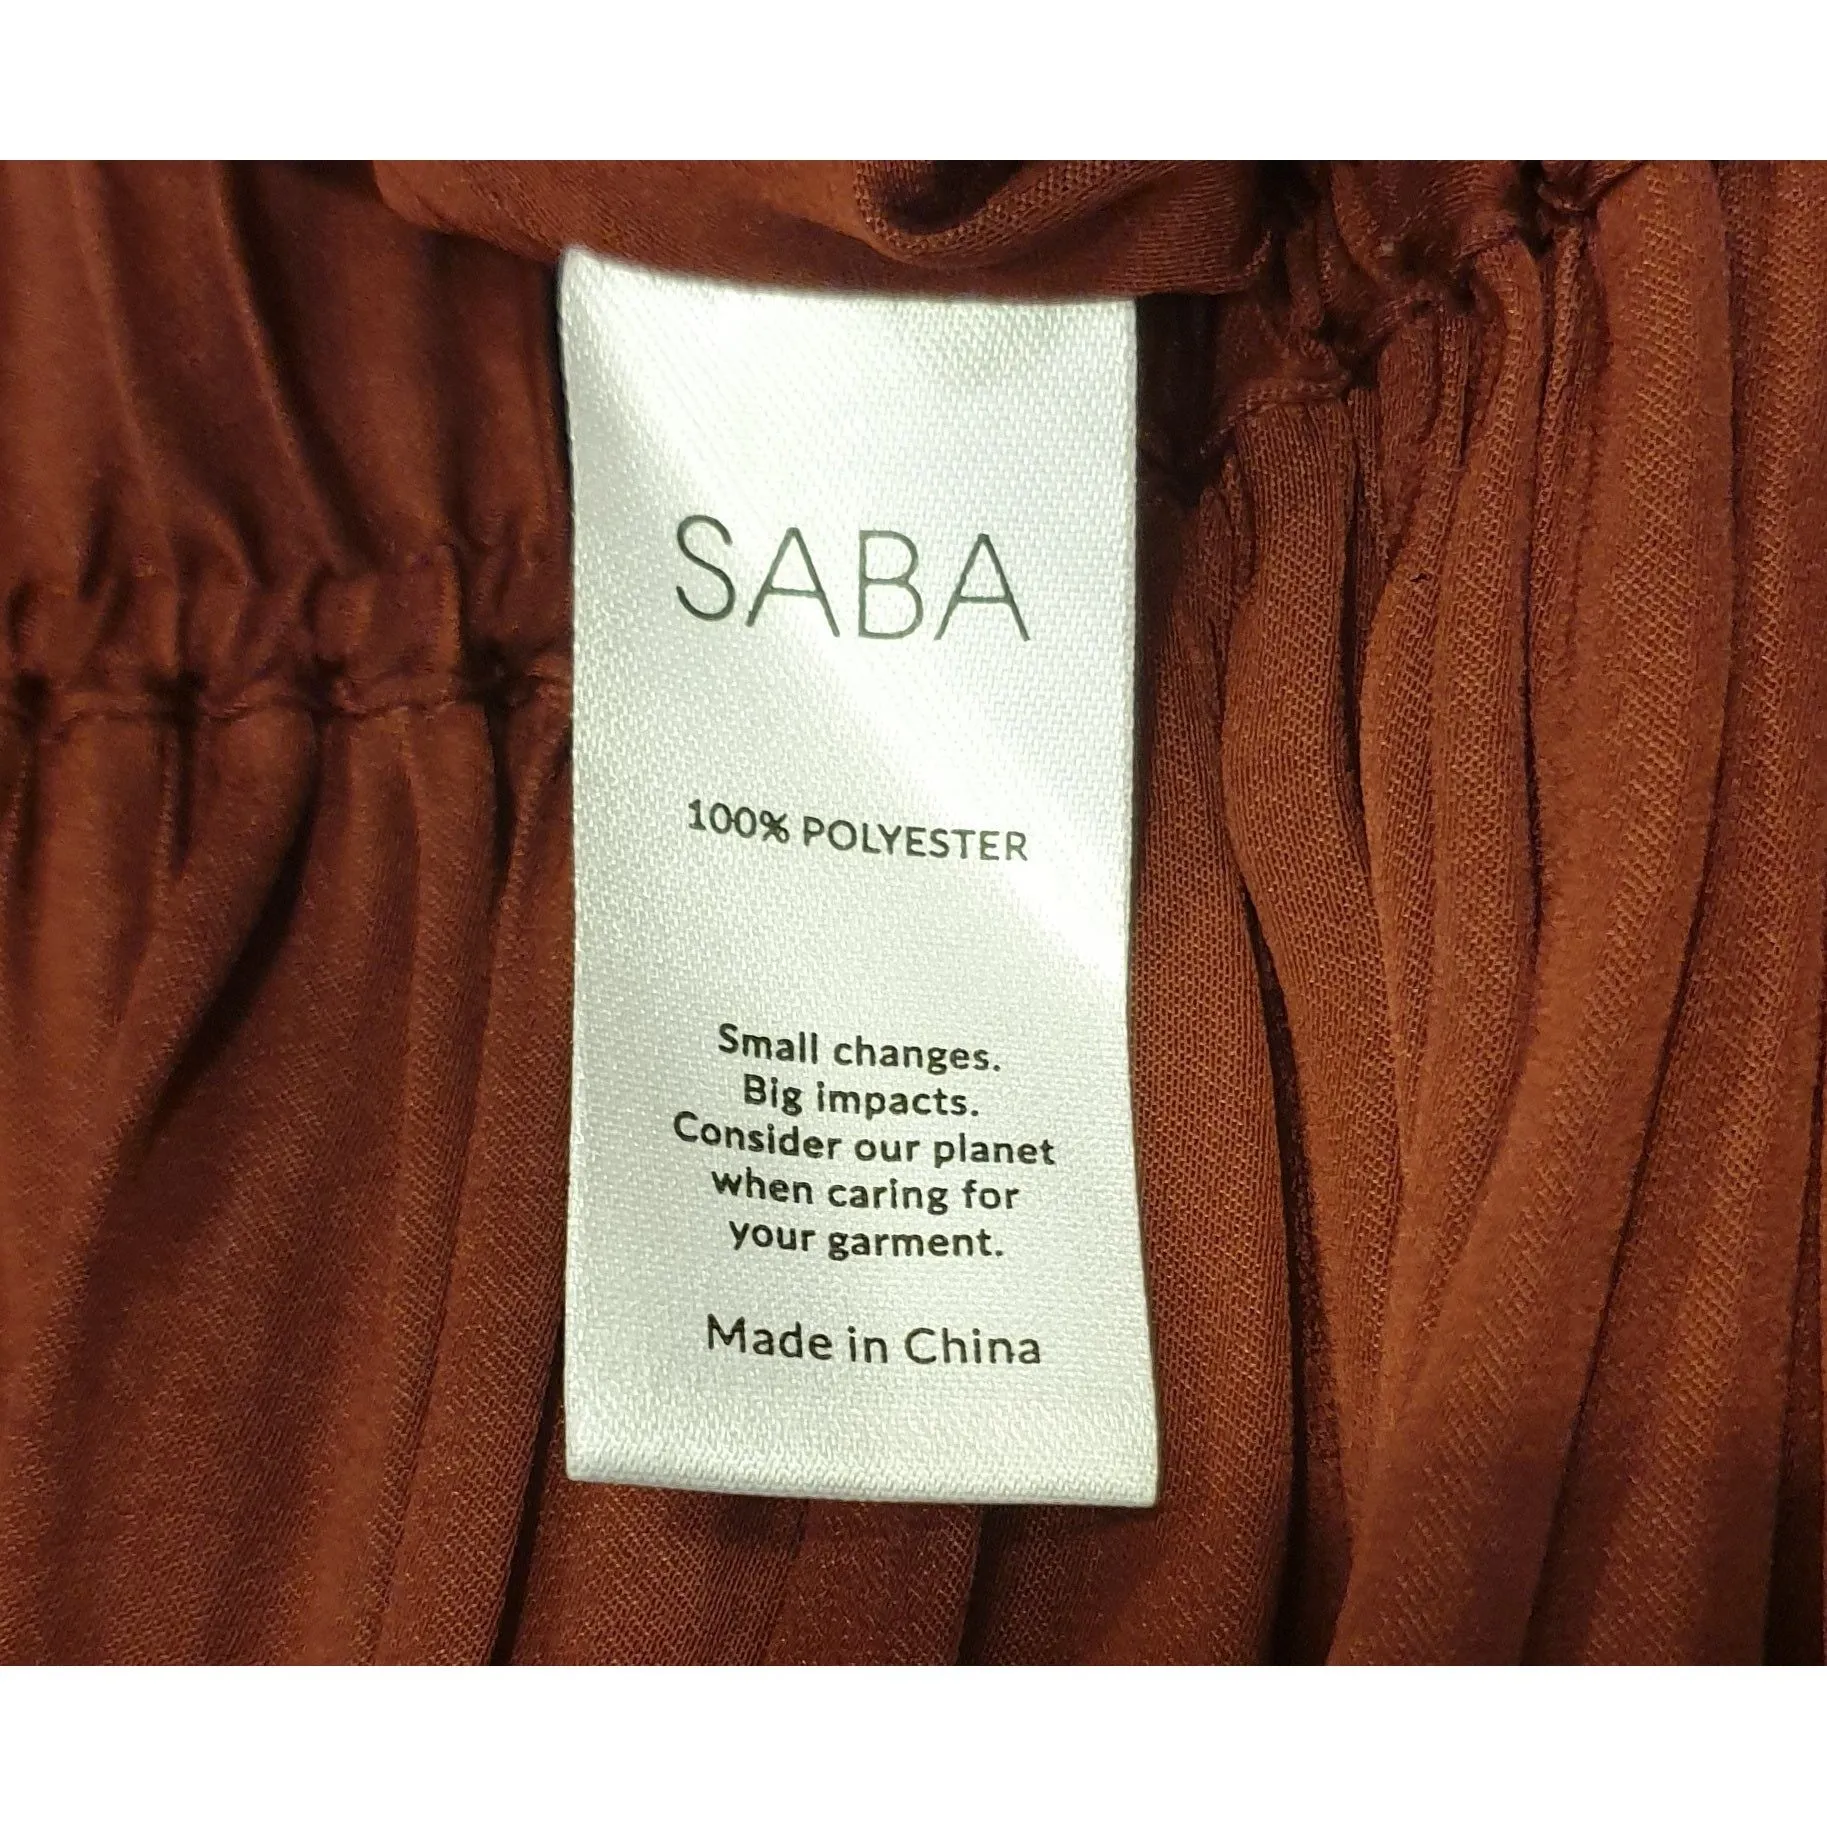 SABA
100% POLYESTER
Small changes.
Big impacts.
Consider our planet
when caring for
your garment.
Made in China